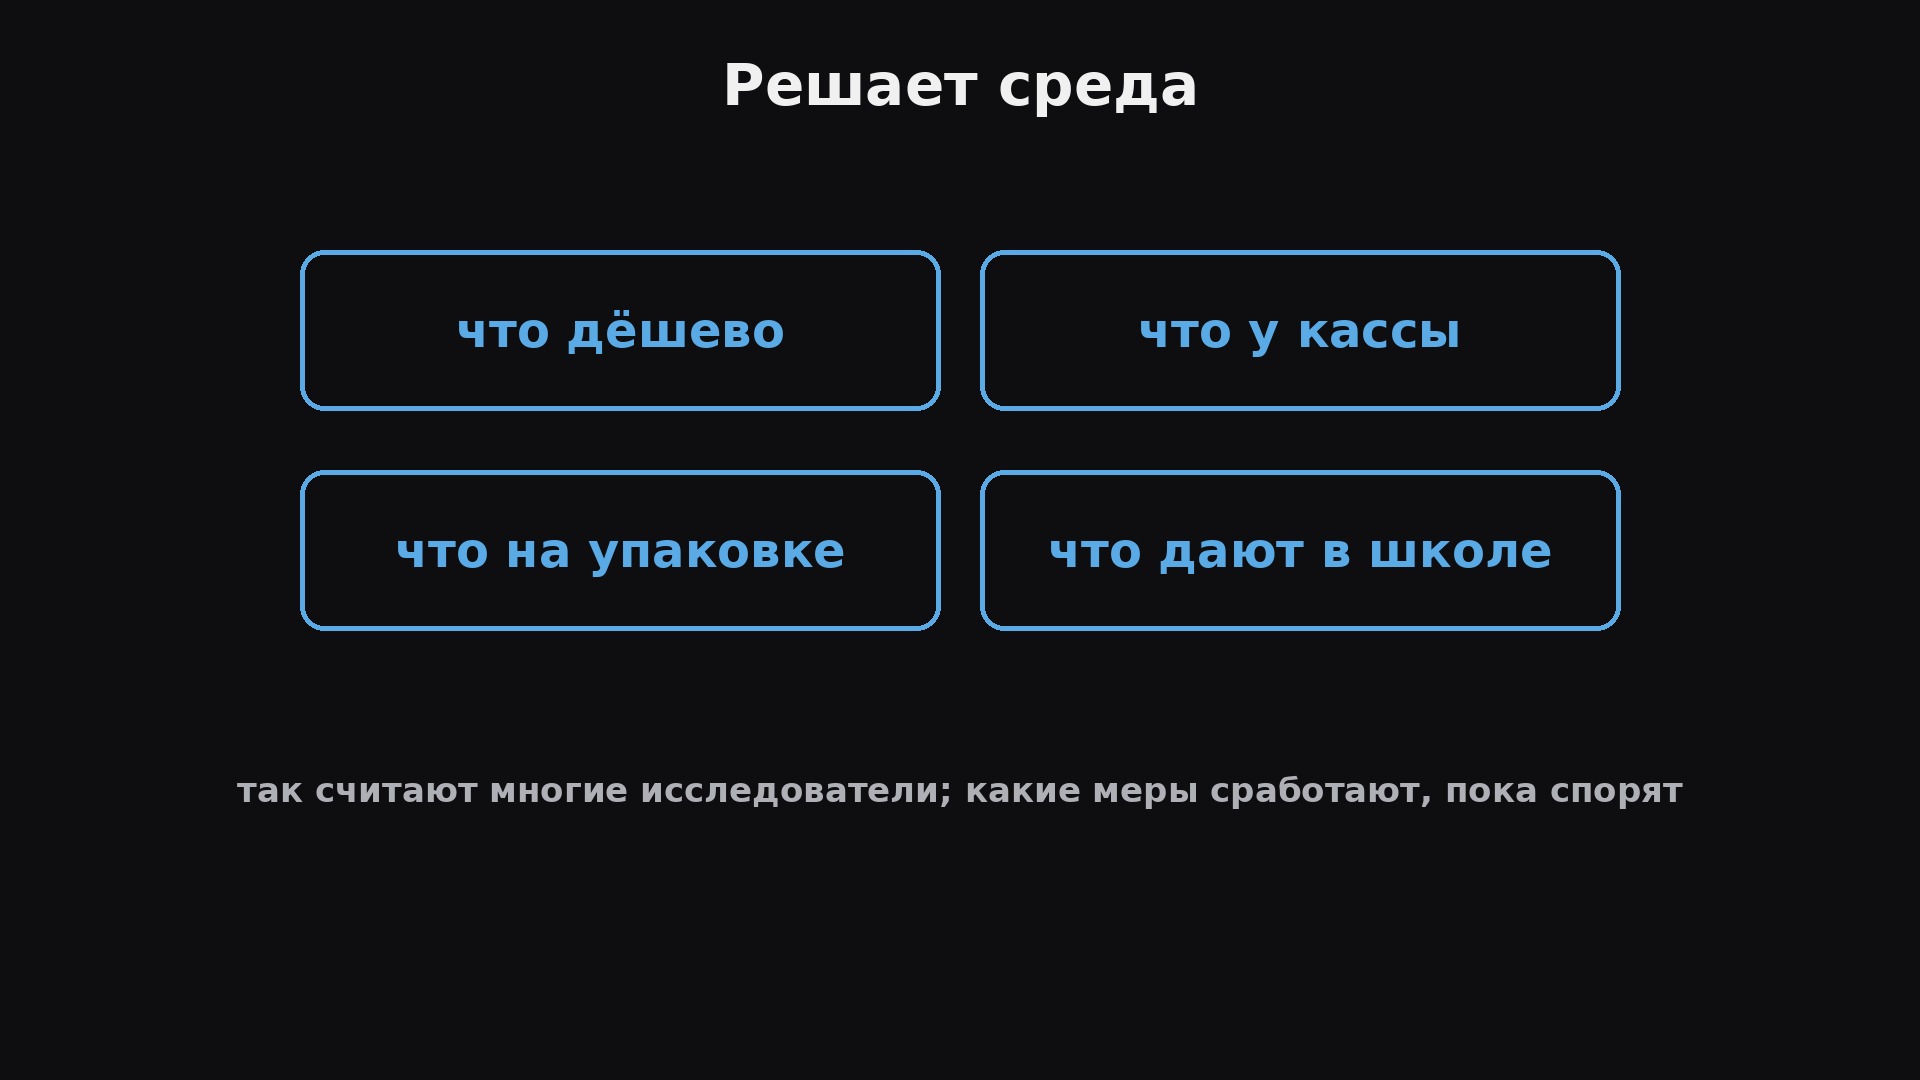 Решает среда
что дёшево
что у кассы
что на упаковке
что дают в школе
так считают многие исследователи; какие меры сработают, пока спорят